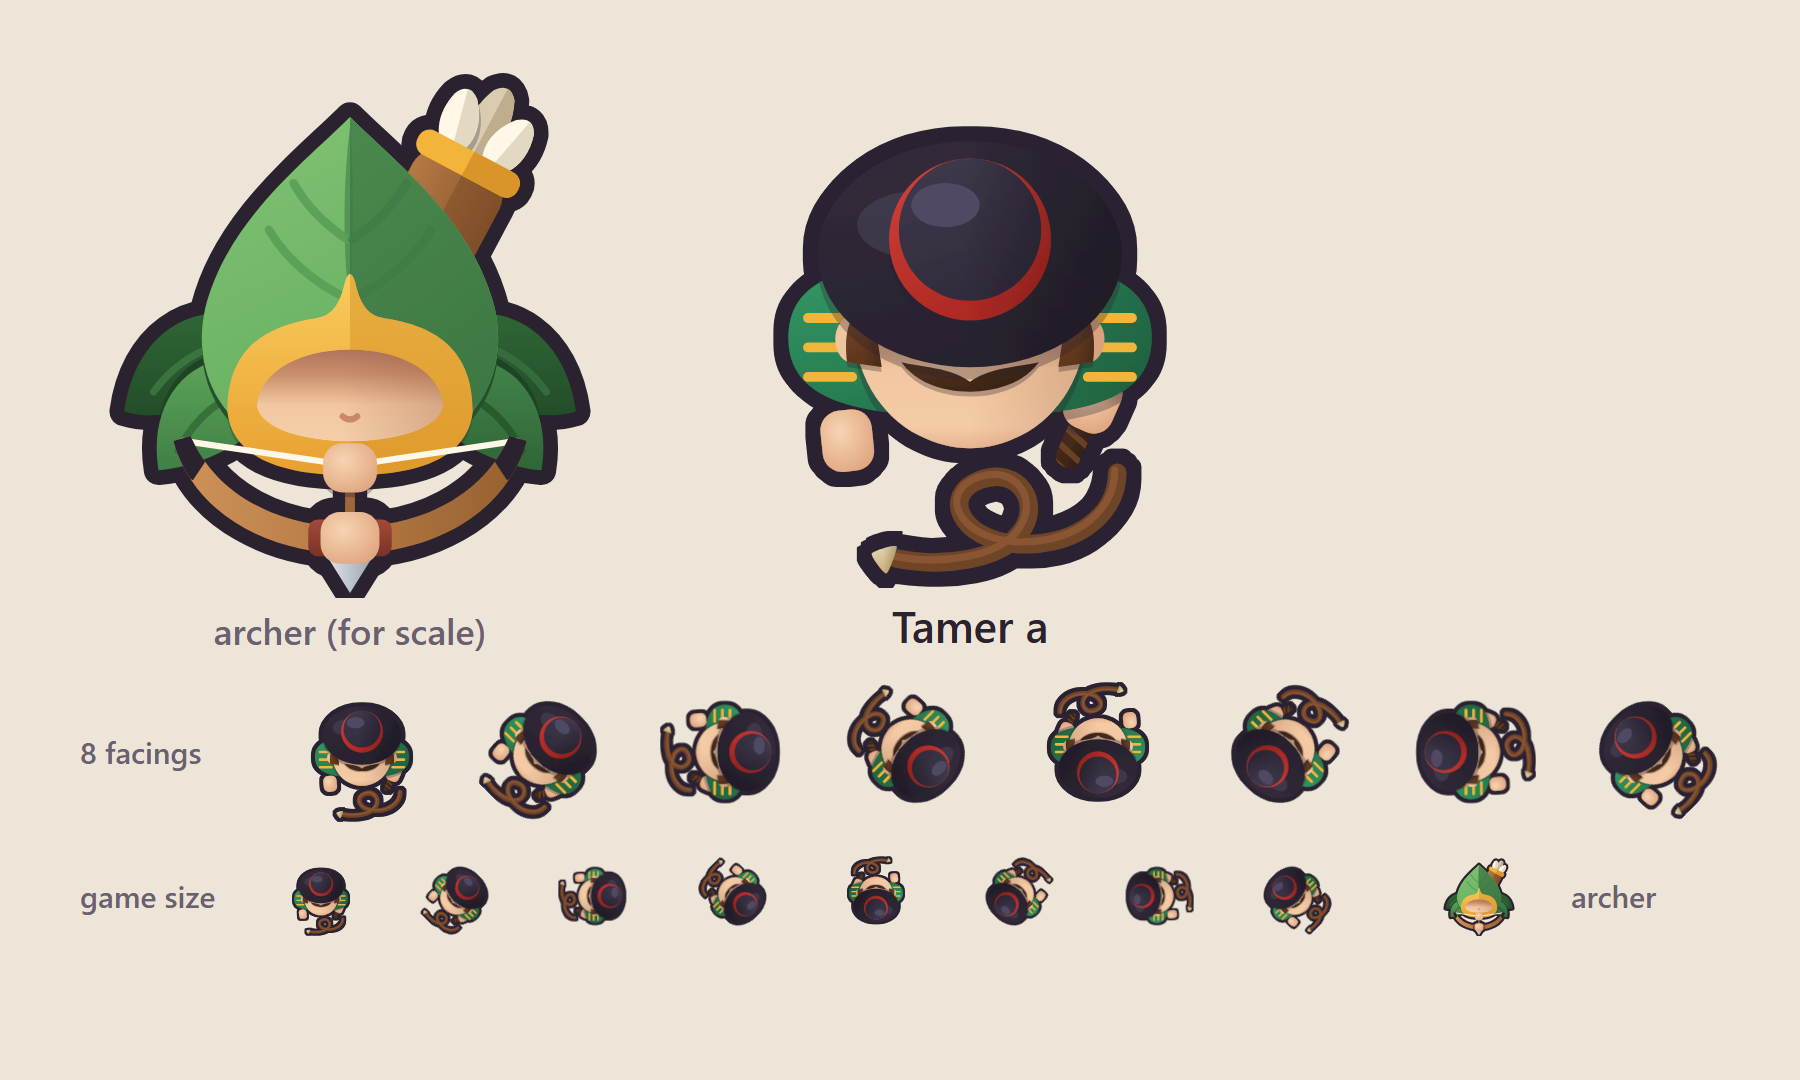 archer (for scale)
Tamer a
8 facings
game size
archer